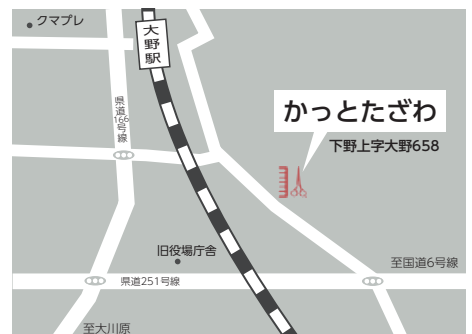 クマプレ
大野駅
県道166号線
かっとたざわ
下野上字大野658
旧役場庁舎
至国道6号線
県道251号線
至大川原